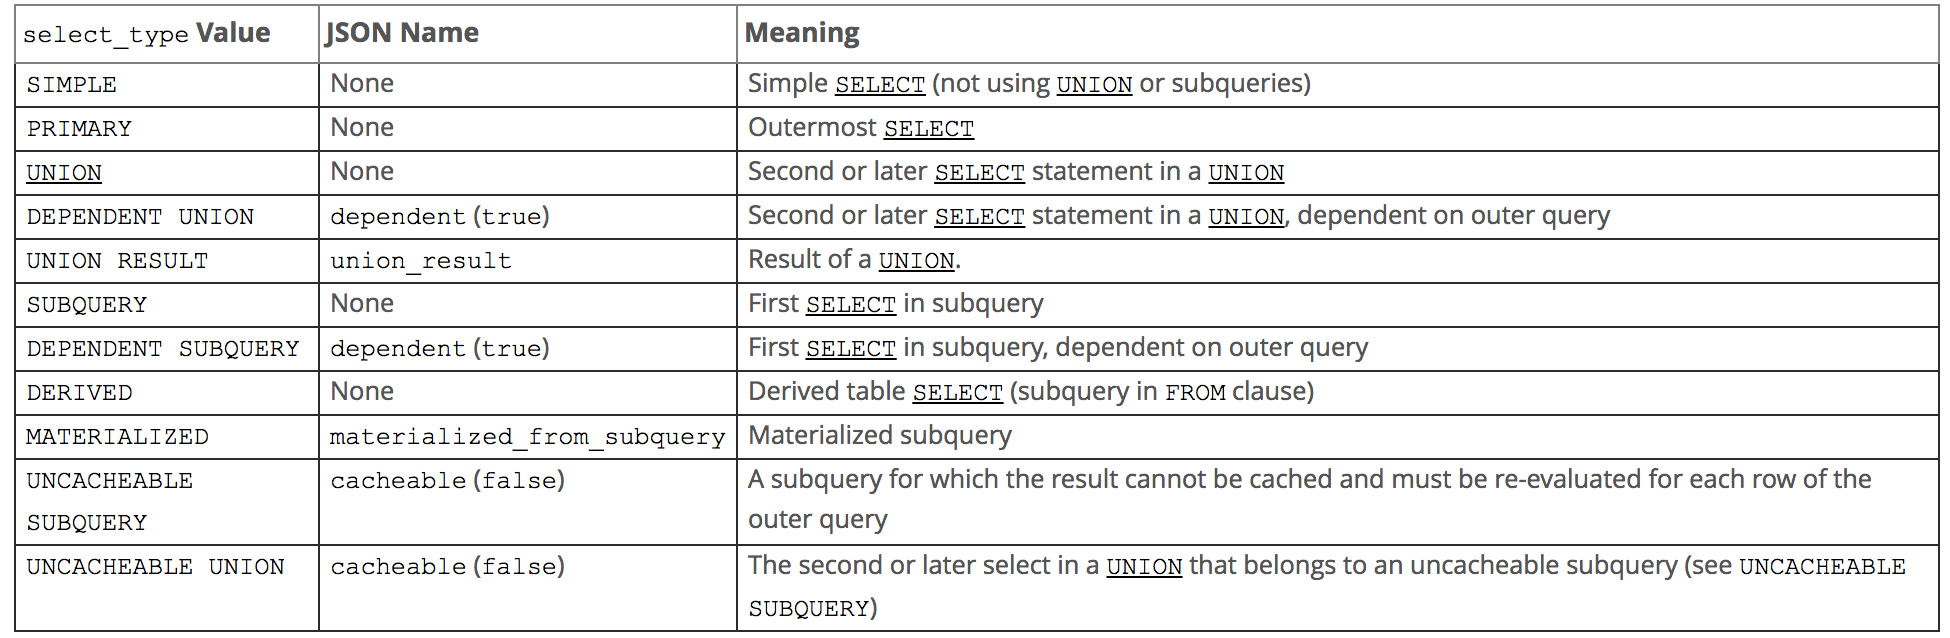 select_type Value JSON Name Meaning
SIMPLE None Simple SELECT (not using UNION or subqueries)
PRIMARY None Outermost SELECT
UNION None Second or later SELECT statement in a UNION
DEPENDENT UNION dependent (true) Second or later SELECT statement in a UNION, dependent on outer query
UNION RESULT union_result Result of a UNION.
SUBQUERY None First SELECT in subquery
DEPENDENT SUBQUERY dependent (true) First SELECT in subquery, dependent on outer query
DERIVED None Derived table SELECT (subquery in FROM clause)
MATERIALIZED materialized_from_subquery Materialized subquery
UNCACHEABLE
SUBQUERY
cacheable (false)
A subquery for which the result cannot be cached and must be re-evaluated for each row of the
outer query
UNCACHEABLE UNION cacheable (false) The second or later select in a UNION that belongs to an uncacheable subquery (see UNCACHEABLE
SUBQUERY)